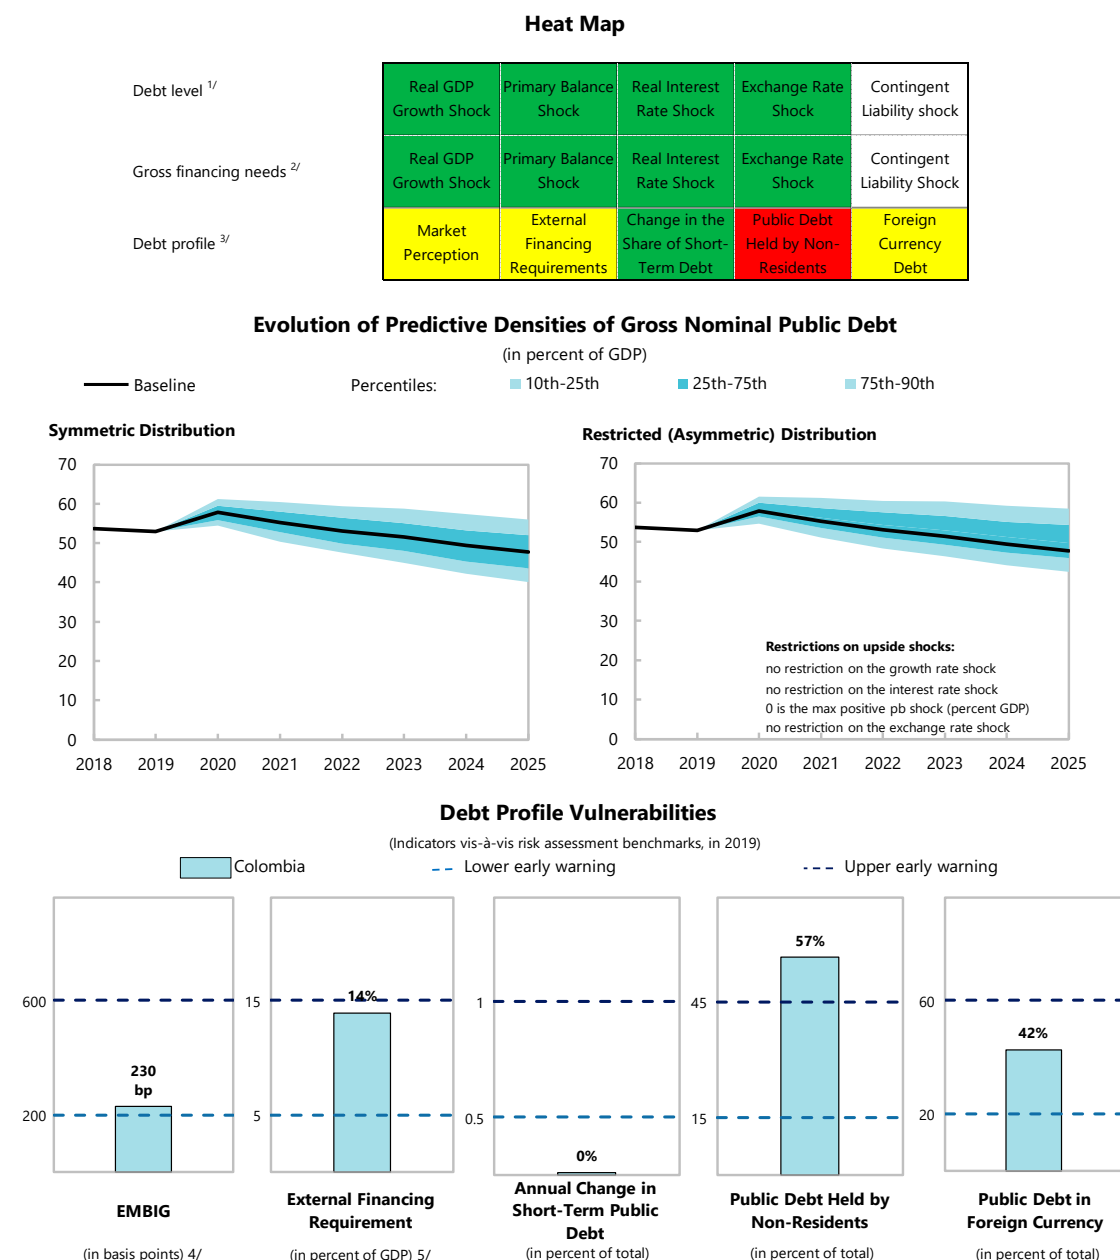 Heat Map
Debt level 1/
Real GDP Growth Shock
Primary Balance Shock
Real Interest Rate Shock
Exchange Rate Shock
Contingent Liability shock
Gross financing needs 2/
Real GDP Growth Shock
Primary Balance Shock
Real Interest Rate Shock
Exchange Rate Shock
Contingent Liability Shock
Debt profile 3/
Market Perception
External Financing Requirements
Change in the Share of Short-Term Debt
Public Debt Held by Non-Residents
Foreign Currency Debt
Evolution of Predictive Densities of Gross Nominal Public Debt
(in percent of GDP)
Baseline
Percentiles:
10th-25th
25th-75th
75th-90th
Symmetric Distribution
70
60
50
40
30
20
10
0
2018 2019 2020 2021 2022 2023 2024 2025
Restricted (Asymmetric) Distribution
70
60
50
40
30
20
10
0
Restrictions on upside shocks:
no restriction on the growth rate shock
no restriction on the interest rate shock
0 is the max positive pb shock (percent GDP)
no restriction on the exchange rate shock
2018 2019 2020 2021 2022 2023 2024 2025
Debt Profile Vulnerabilities
(Indicators vis-à-vis risk assessment benchmarks, in 2019)
Colombia
Lower early warning
Upper early warning
600
200
230
bp
EMBIG
(in basis points) 4/
15
5
14%
External Financing
Requirement
(in percent of GDP) 5/
1
0.5
0%
Annual Change in
Short-Term Public
Debt
(in percent of total)
45
15
57%
Public Debt Held by
Non-Residents
(in percent of total)
60
20
42%
Public Debt in
Foreign Currency
(in percent of total)